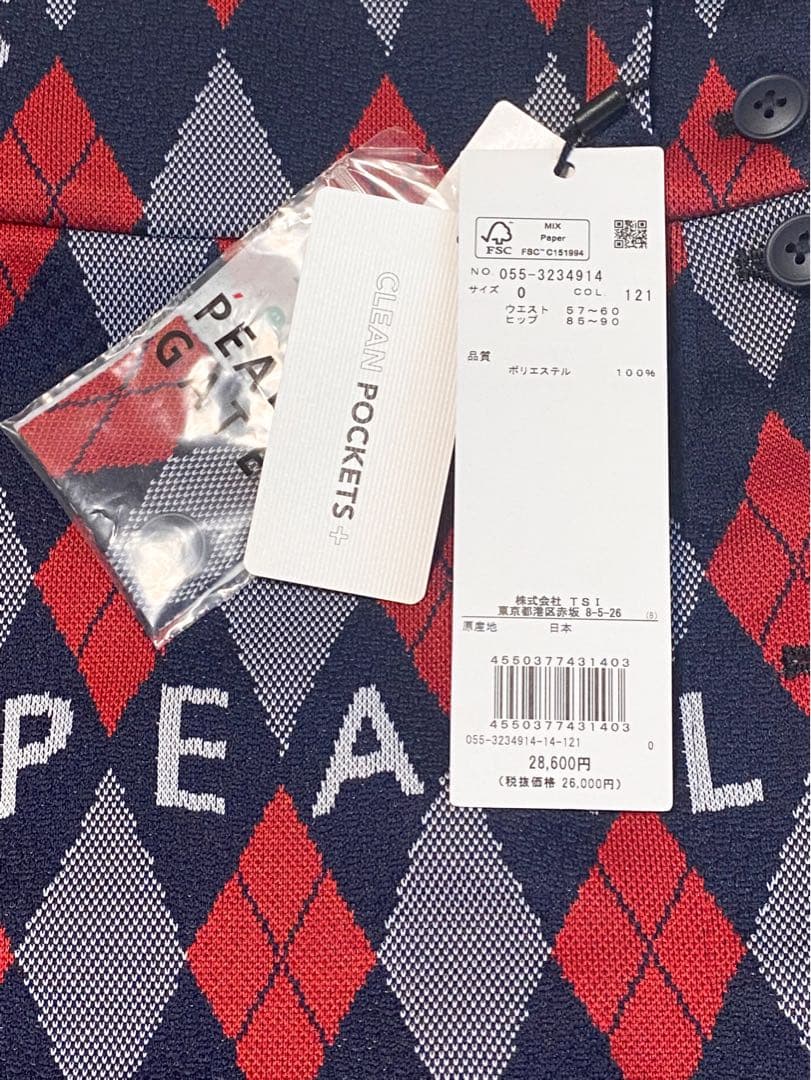 PEA
GATE
CLEAN POCKETS+
FSC
MIX
Paper
FSC™ C151994
NO 055-3234914
サイズ 0 COL. 121
ウエスト 57~60
ヒップ 85~90
品質
ポリエステル 100%
株式会社 TSI
東京都港区赤坂 8-5-26 (8)
原産地 日本
4550377431403
4550377431403
055-3234914-14-121 0
28,600円
(税抜価格 26,000円)
PEA L